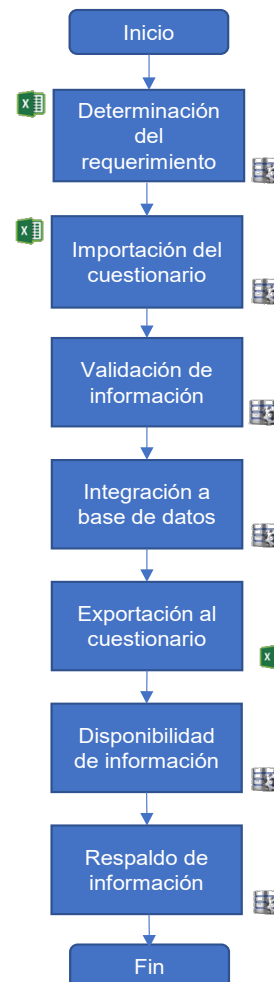 Inicio
Determinación
del
requerimiento
Importación del
cuestionario
Validación de
información
Integración a
base de datos
Exportación al
cuestionario
Disponibilidad
de información
Respaldo de
información
Fin